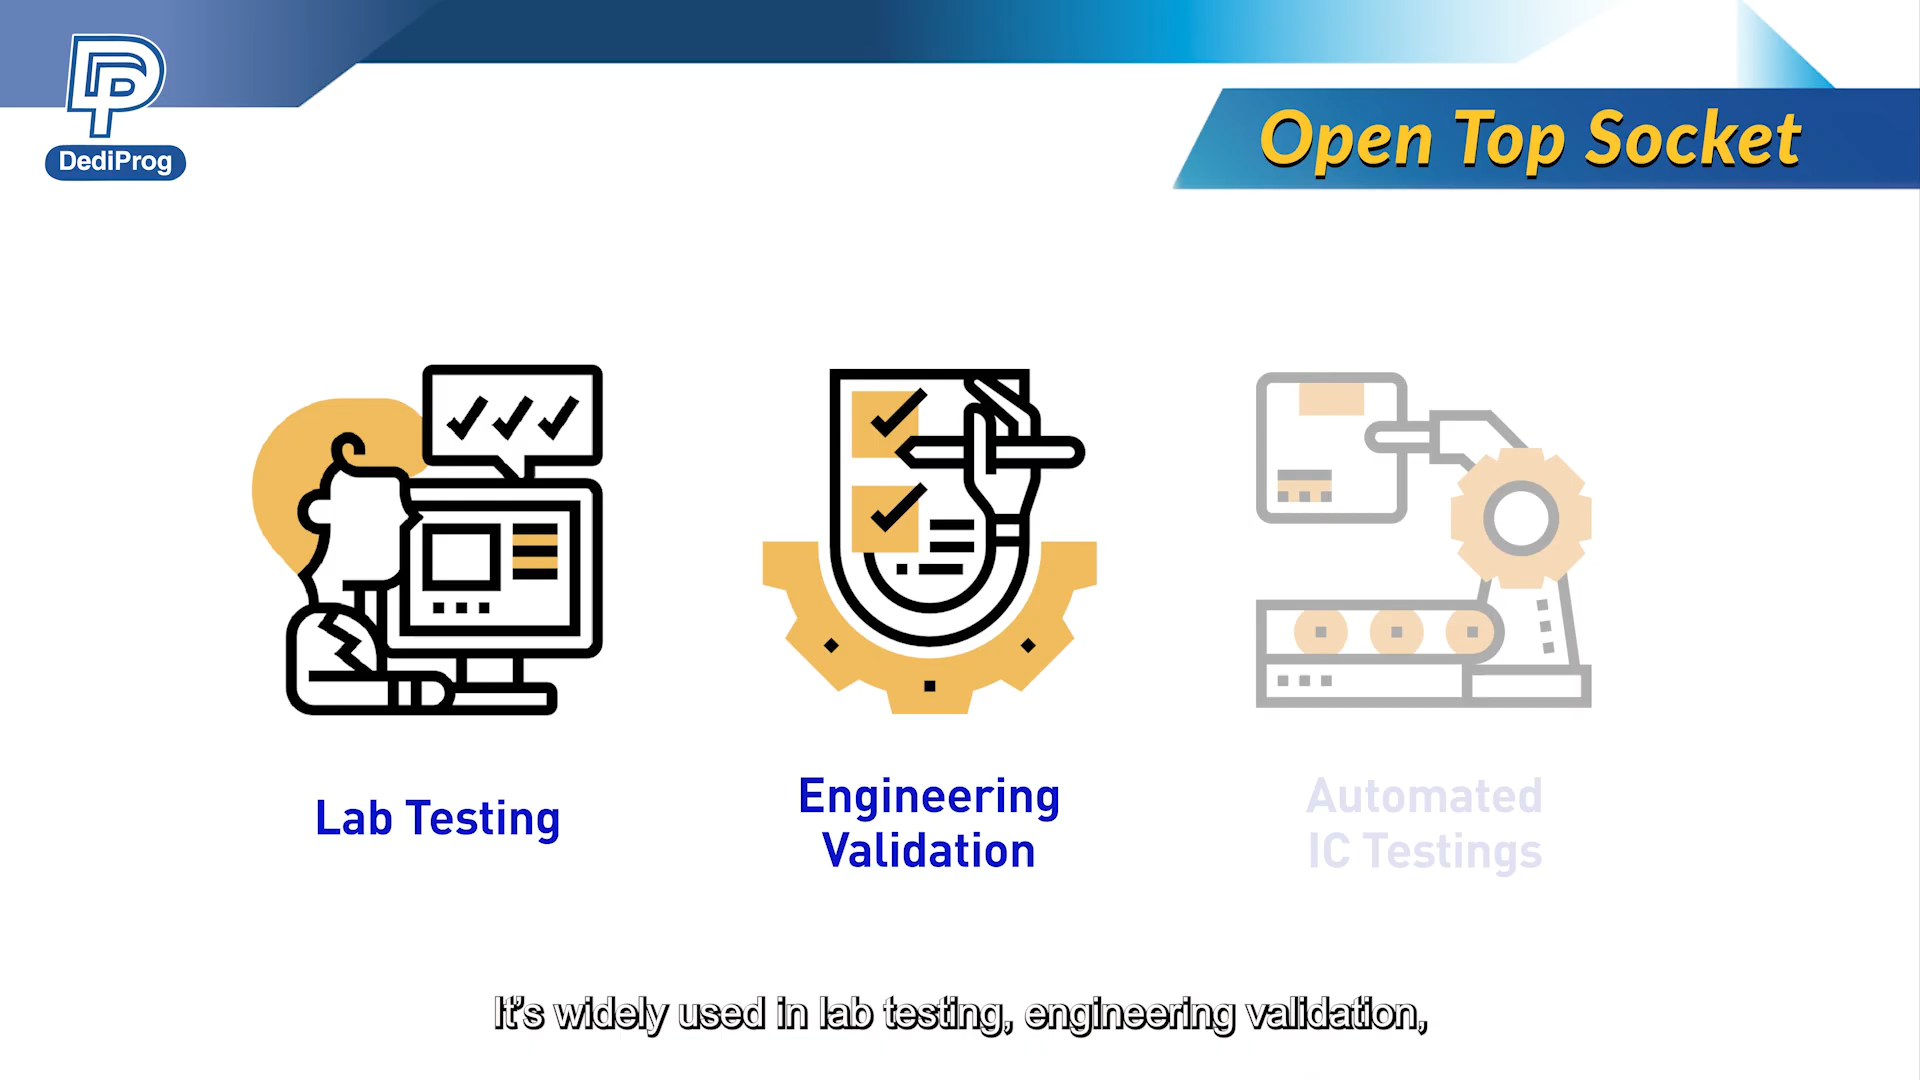 DediProg
Open Top Socket
Lab Testing
Engineering
Validation
Automated
IC Testings
It's widely used in lab testing, engineering validation,